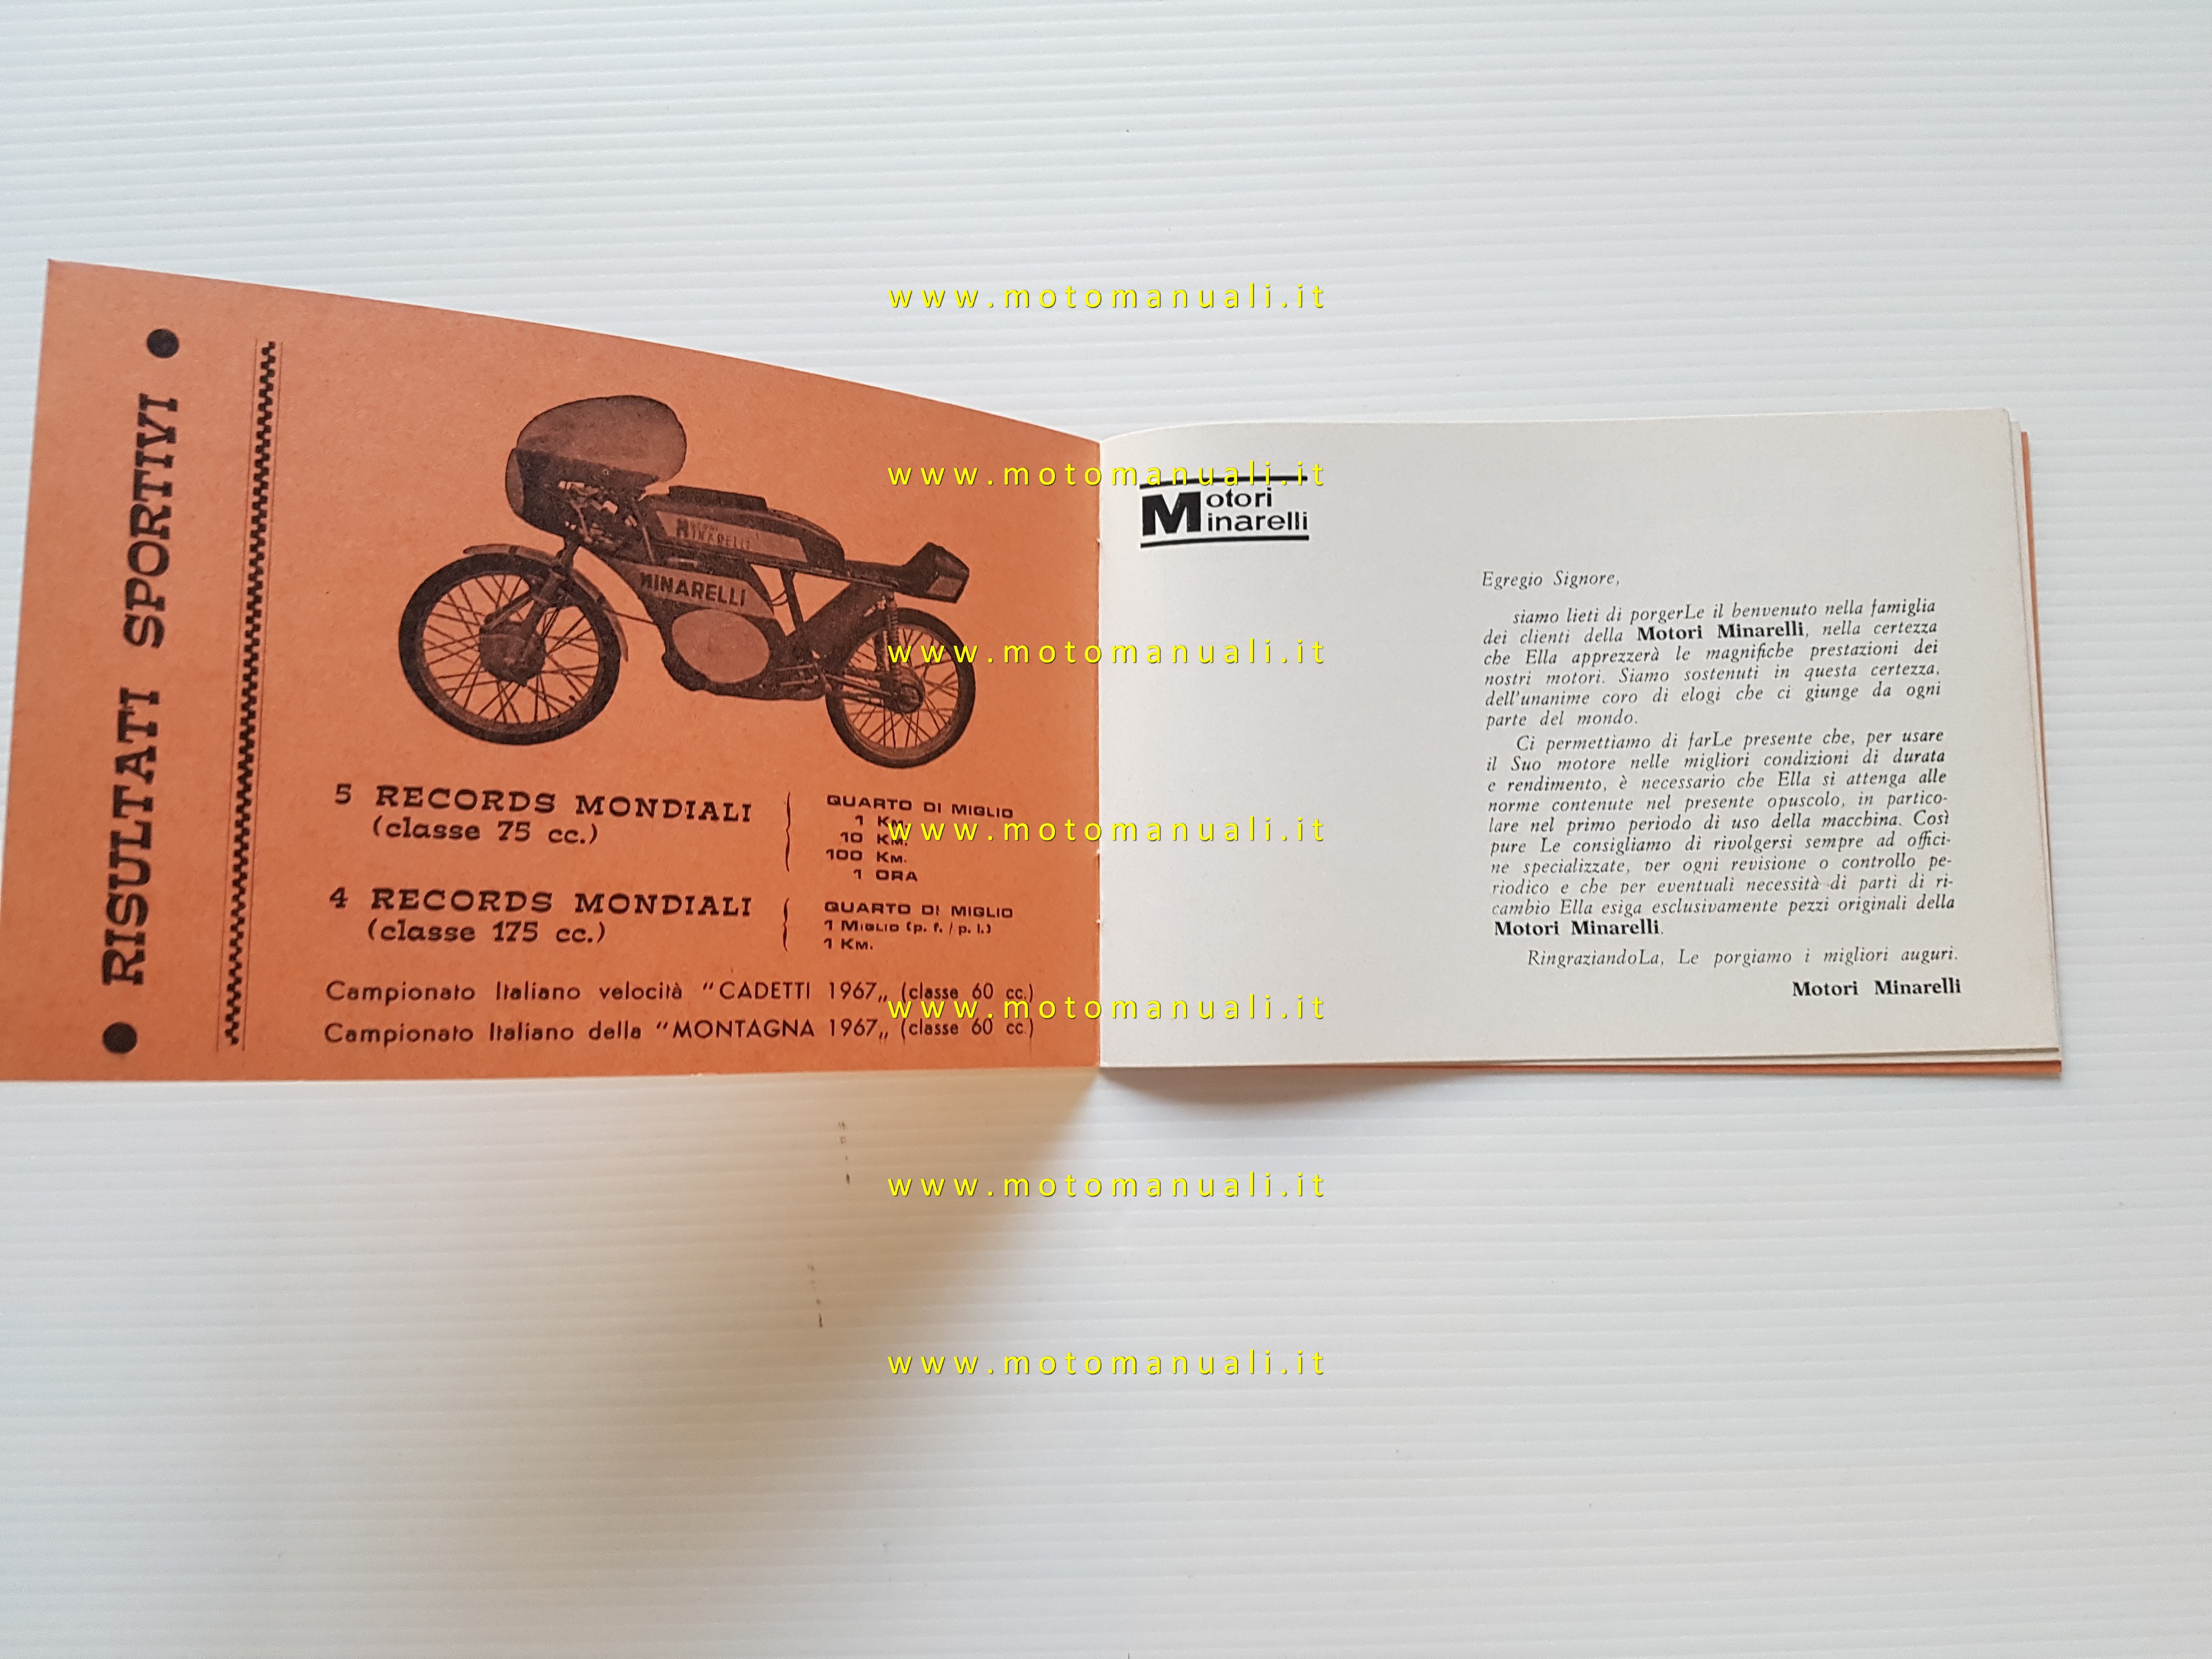 ● RISULTATI SPORTIVI ●
MOTORI
MINARELLI
MINARELLI
5 RECORDS MONDIALI
(classe 75 cc.)
QUARTO DI MIGLIO
1 KM.
10 KM.
100 KM.
1 ORA
4 RECORDS MONDIALI
(classe 175 cc.)
QUARTO DI MIGLIO
1 MIGLIO (p. f. / p. l.)
1 KM.
Campionato Italiano velocità "CADETTI 1967„ (classe 60 cc.)
Campionato Italiano della "MONTAGNA 1967„ (classe 60 cc.)
Motori
Minarelli
Egregio Signore,
siamo lieti di porgerLe il benvenuto nella famiglia
dei clienti della Motori Minarelli, nella certezza
che Ella apprezzerà le magnifiche prestazioni dei
nostri motori. Siamo sostenuti in questa certezza,
dell'unanime coro di elogi che ci giunge da ogni
parte del mondo.
Ci permettiamo di farLe presente che, per usare
il Suo motore nelle migliori condizioni di durata
e rendimento, è necessario che Ella si attenga alle
norme contenute nel presente opuscolo, in partico-
lare nel primo periodo di uso della macchina. Così
pure Le consigliamo di rivolgersi sempre ad offici-
ne specializzate, per ogni revisione o controllo pe-
riodico e che per eventuali necessità di parti di ri-
cambio Ella esiga esclusivamente pezzi originali della
Motori Minarelli.
RingraziandoLa, Le porgiamo i migliori auguri.
Motori Minarelli
www.motomanuali.it
www.motomanuali.it
www.motomanuali.it
www.motomanuali.it
www.motomanuali.it
www.motomanuali.it
www.motomanuali.it